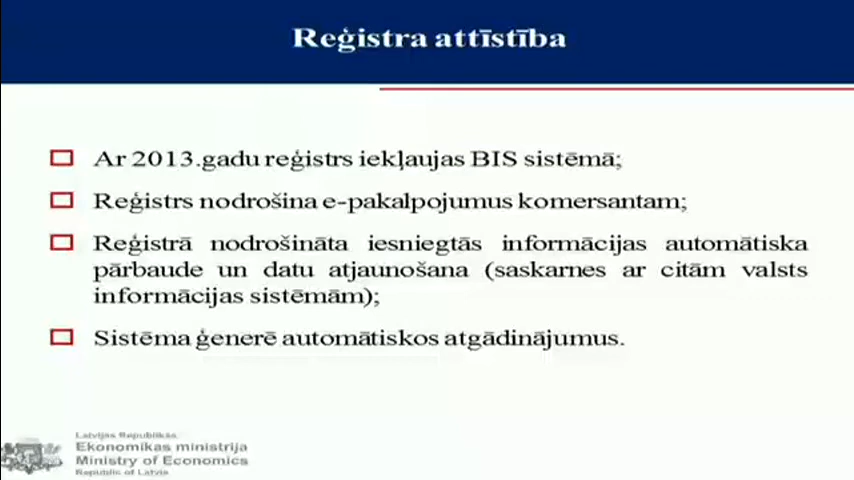 Reģistra attīstība
Ar 2013.gadu reģistrs iekļaujas BIS sistēmā;
Reģistrs nodrošina e-pakalpojumus komersantam;
Reģistrā nodrošināta iesniegtās informācijas automātiska
pārbaude un datu atjaunošana (saskarnes ar citām valsts
informācijas sistēmām);
Sistēma ģenerē automātiskos atgādinājumus.
Latvijas Republikas
Ekonomikas ministrija
Ministry of Economics
Republic of Latvia